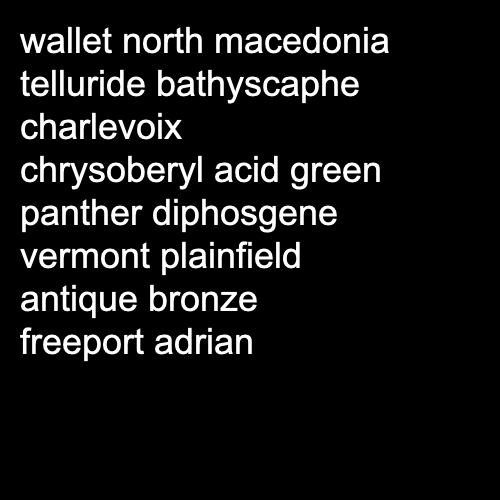 wallet north macedonia
telluride bathyscaphe
charlevoix
chrysoberyl acid green
panther diphosgene
vermont plainfield
antique bronze
freeport adrian